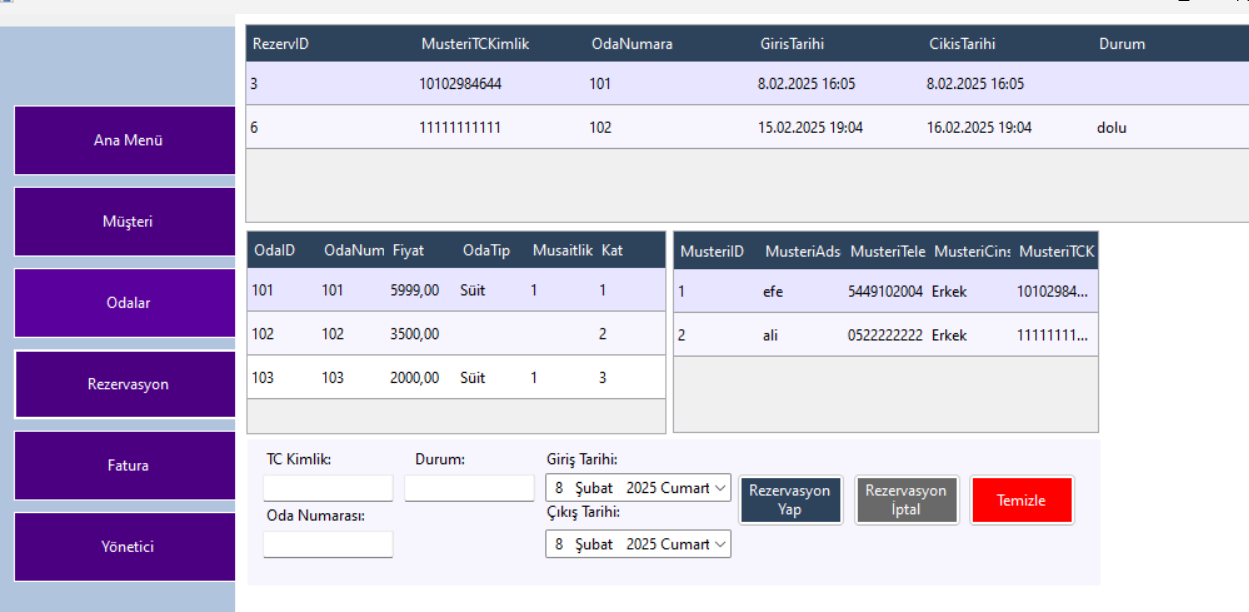 RezervID MusteriTCKimlik OdaNumara GirisTarihi CikisTarihi Durum
3 10102984644 101 8.02.2025 16:05 8.02.2025 16:05
6 11111111111 102 15.02.2025 19:04 16.02.2025 19:04 dolu
Ana Menü
Müşteri
Odalar
Rezervasyon
Fatura
Yönetici
OdaID OdaNum Fiyat OdaTip Musaitlik Kat
101 101 5999,00 Süit 1 1
102 102 3500,00 2
103 103 2000,00 Süit 1 3
MusteriID MusteriAds MusteriTele MusteriCins MusteriTCK
1 efe 5449102004 Erkek 10102984...
2 ali 0522222222 Erkek 11111111...
TC Kimlik: Durum: Giriş Tarihi:
8 Şubat 2025 Cumart
Oda Numarası: Çıkış Tarihi:
8 Şubat 2025 Cumart
Rezervasyon
Yap
Rezervasyon
İptal
Temizle